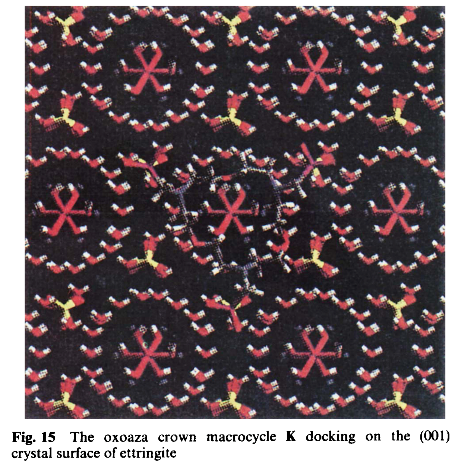 Fig. 15 The oxoaza crown macrocycle K docking on the (001)
crystal surface of ettringite